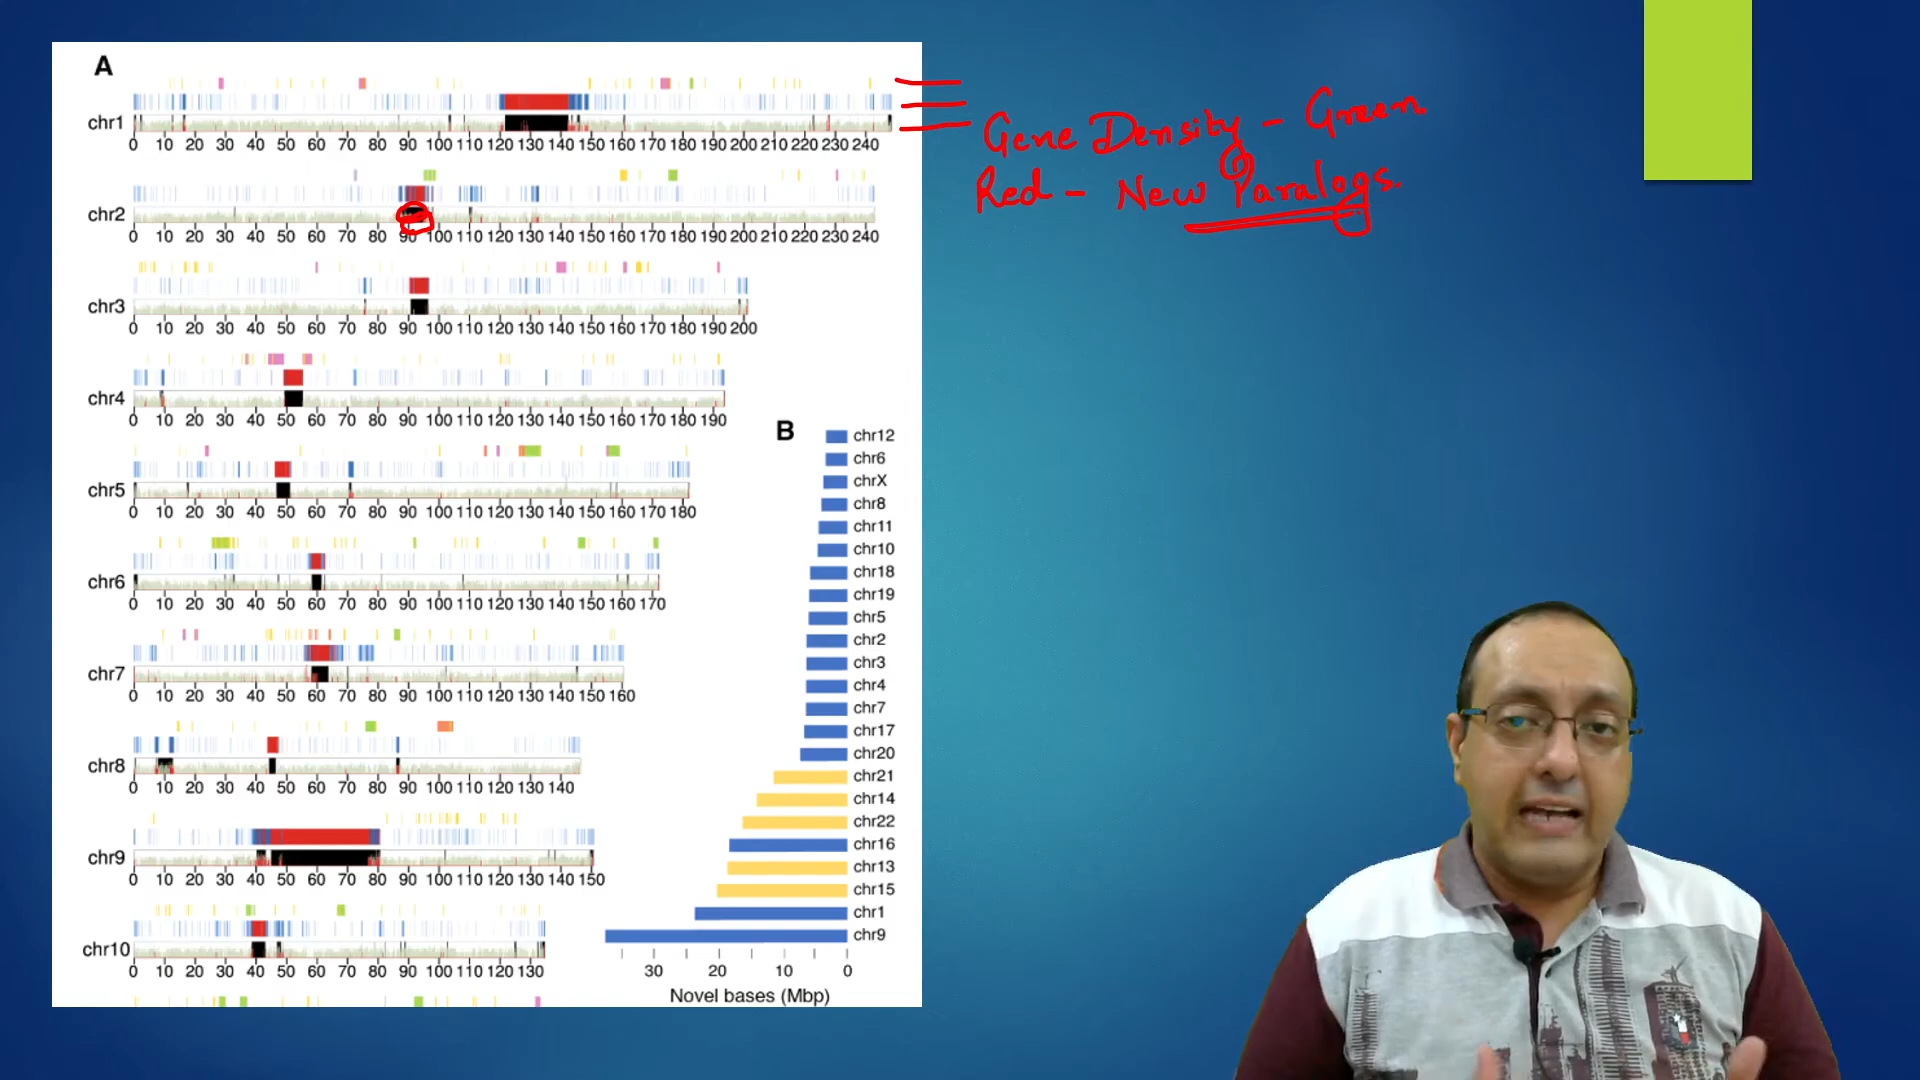 A
chr1
0 10 20 30 40 50 60 70 80 90 100 110 120 130 140 150 160 170 180 190 200 210 220 230 240
Gene Density - Green
Red - New Paralogs.
chr2
0 10 20 30 40 50 60 70 80 90 100 110 120 130 140 150 160 170 180 190 200 210 220 230 240
chr3
0 10 20 30 40 50 60 70 80 90 100 110 120 130 140 150 160 170 180 190 200
chr4
0 10 20 30 40 50 60 70 80 90 100 110 120 130 140 150 160 170 180 190
chr5
0 10 20 30 40 50 60 70 80 90 100 110 120 130 140 150 160 170 180
chr6
0 10 20 30 40 50 60 70 80 90 100 110 120 130 140 150 160 170
chr7
0 10 20 30 40 50 60 70 80 90 100 110 120 130 140 150 160
chr8
0 10 20 30 40 50 60 70 80 90 100 110 120 130 140
chr9
0 10 20 30 40 50 60 70 80 90 100 110 120 130 140 150
chr10
0 10 20 30 40 50 60 70 80 90 100 110 120 130
B
chr12
chr6
chrX
chr8
chr11
chr10
chr18
chr19
chr5
chr2
chr3
chr4
chr7
chr17
chr20
chr21
chr14
chr22
chr16
chr13
chr15
chr1
chr9
30 20 10 0
Novel bases (Mbp)